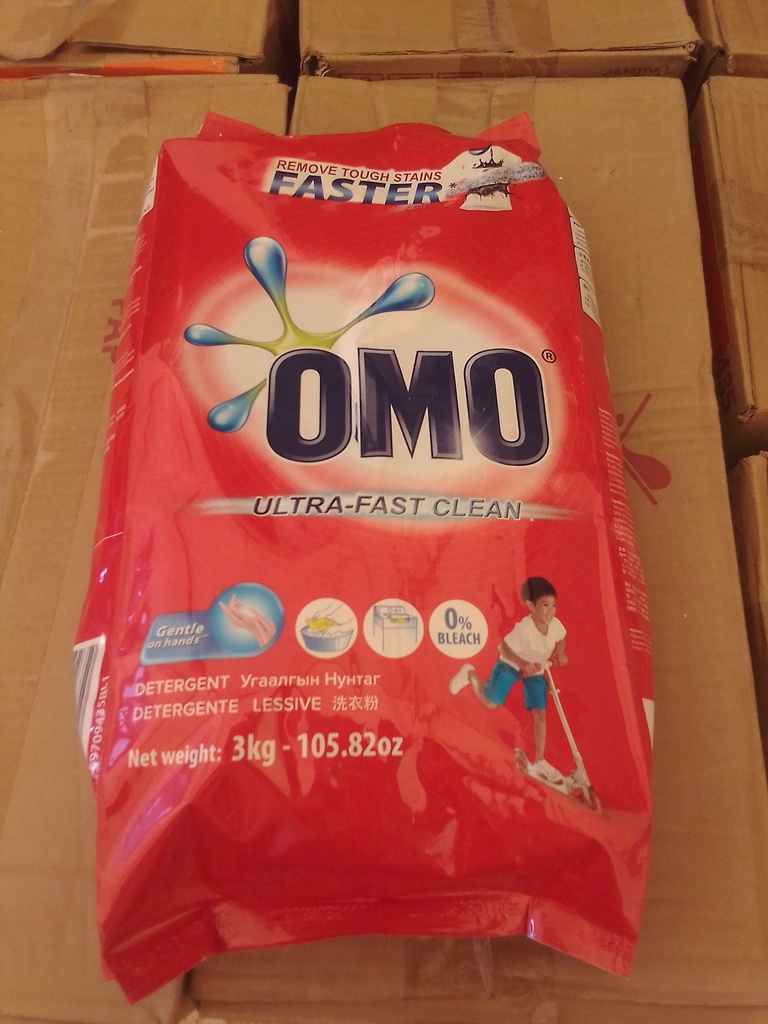 REMOVE TOUGH STAINS
FASTER*
OMO®
ULTRA-FAST CLEAN
Gentle
on hands**
0%
BLEACH
DETERGENT Угаалгын Нунтаг
DETERGENTE LESSIVE 洗衣粉
Net weight: 3kg - 105.82oz